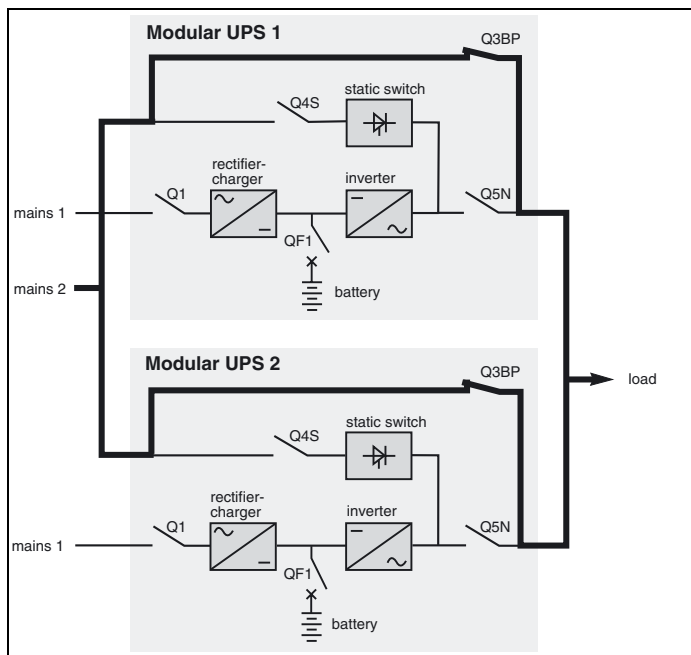 Modular UPS 1
Q3BP
static switch
Q4S
rectifier-
charger
inverter
Q1
Q5N
mains 1
QF1
mains 2
battery
Modular UPS 2
Q3BP
load
static switch
Q4S
rectifier-
charger
inverter
Q1
Q5N
mains 1
QF1
battery